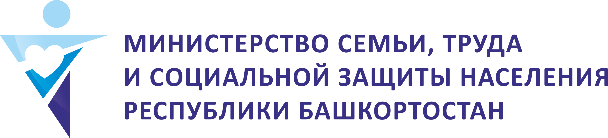 МИНИСТЕРСТВО СЕМЬИ, ТРУДА
И СОЦИАЛЬНОЙ ЗАЩИТЫ НАСЕЛЕНИЯ
РЕСПУБЛИКИ БАШКОРТОСТАН